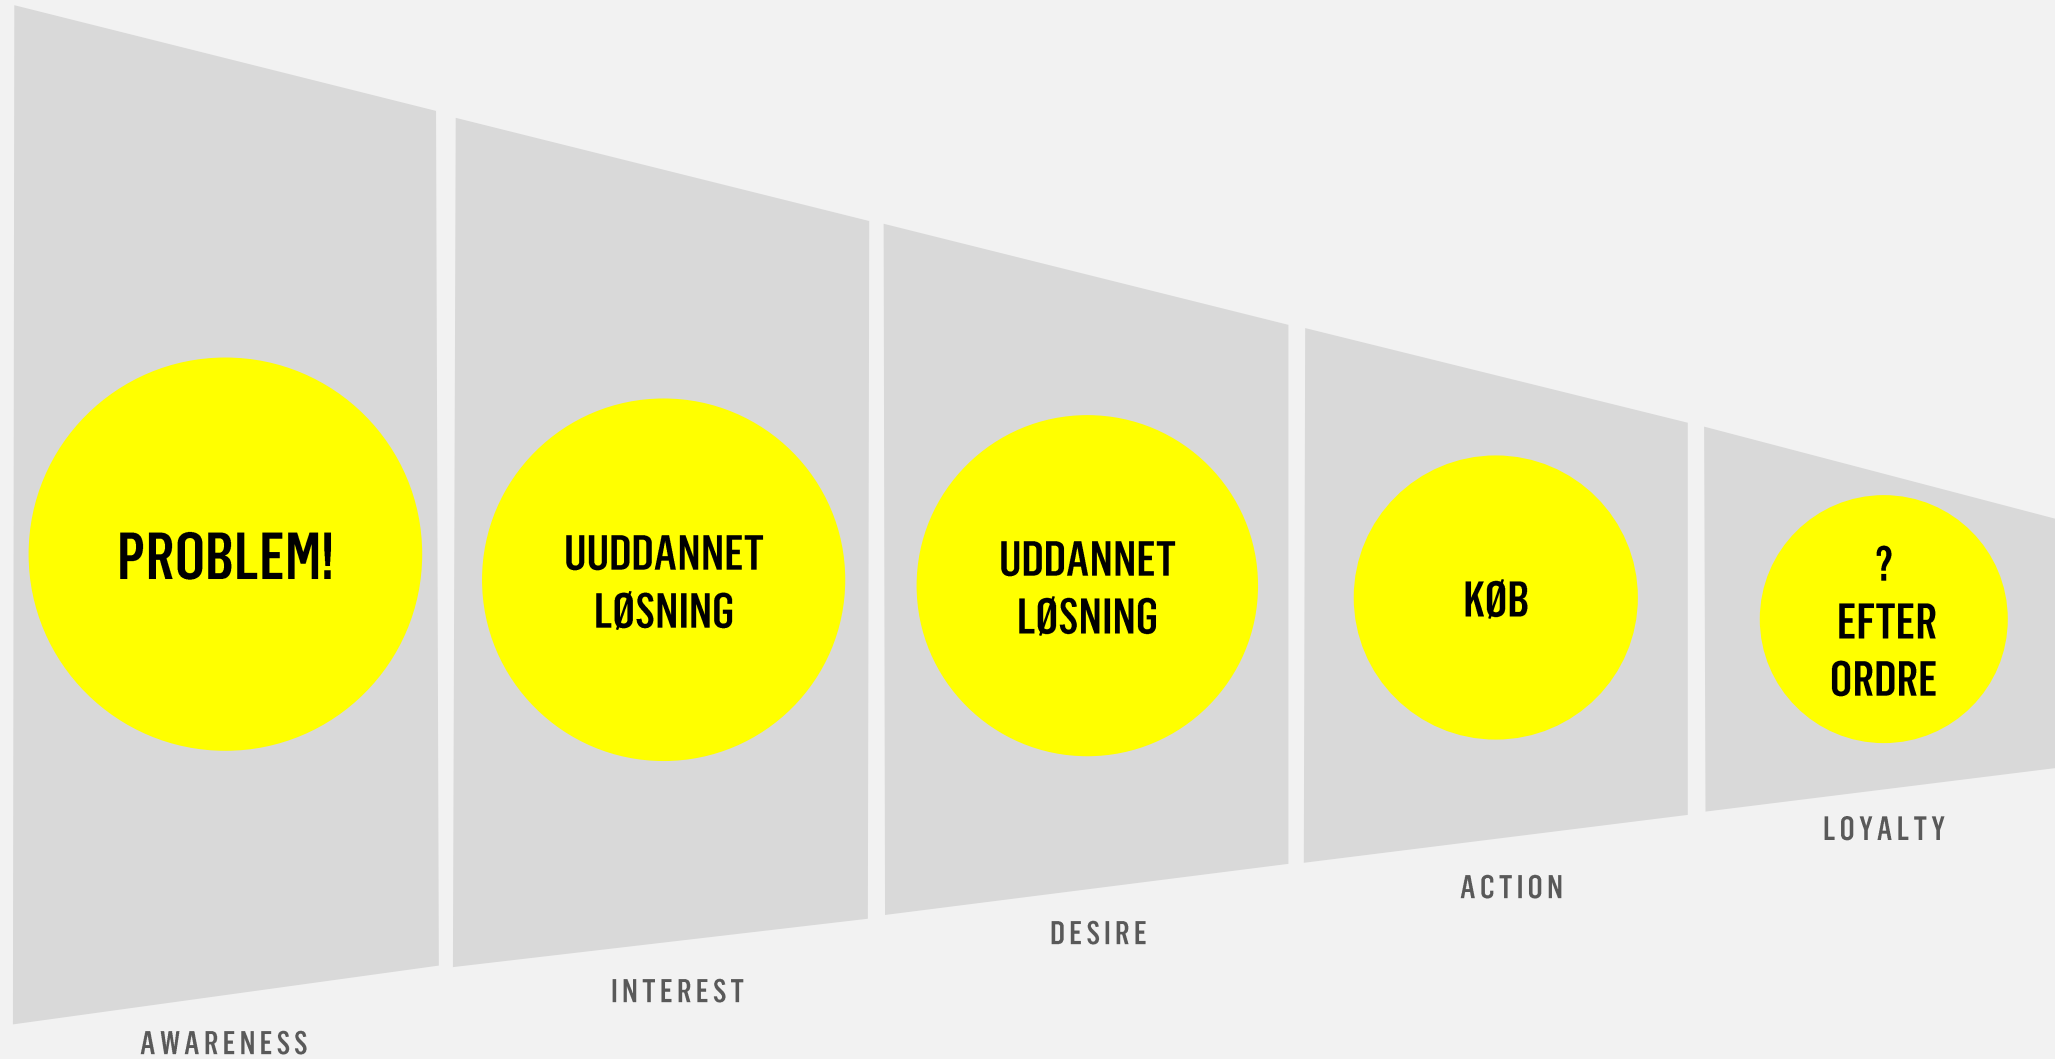 PROBLEM!
AWARENESS
UUDDANNET
LØSNING
INTEREST
UDDANNET
LØSNING
DESIRE
KØB
ACTION
?
EFTER
ORDRE
LOYALTY